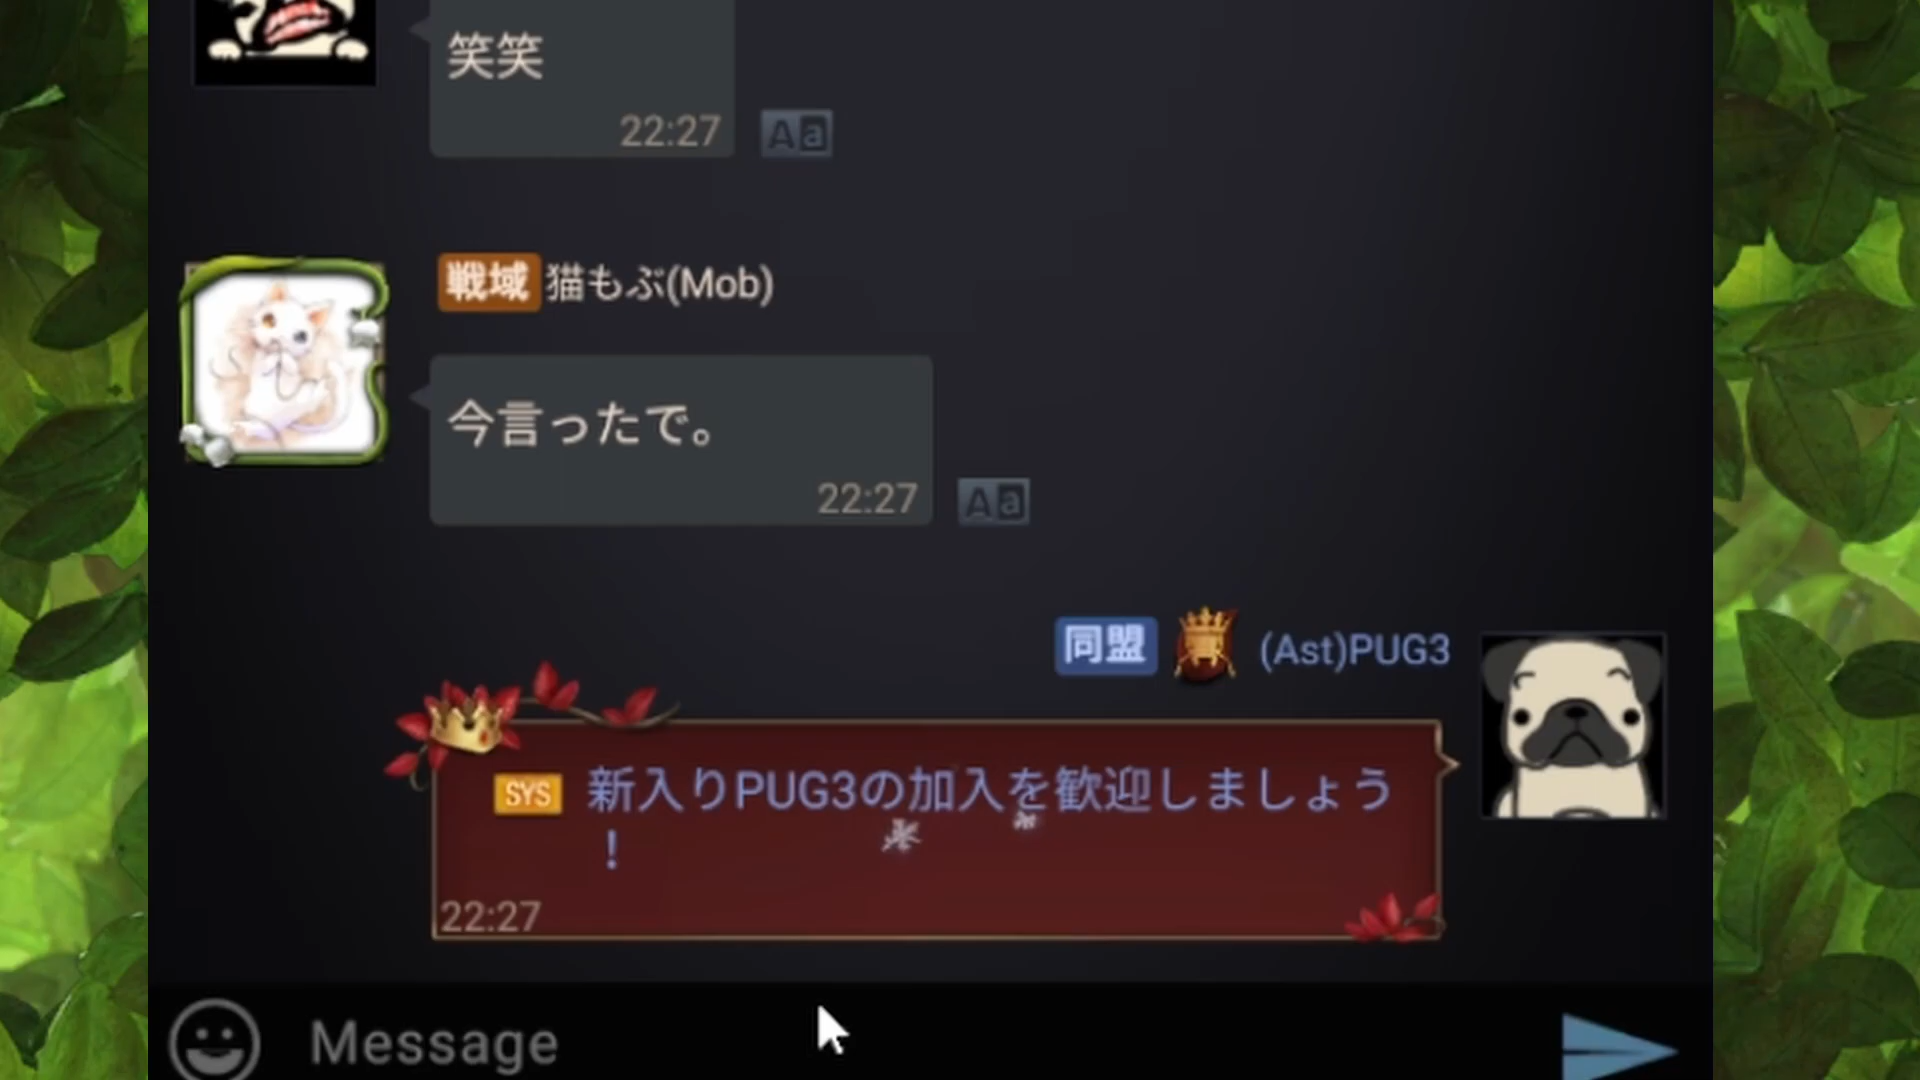 笑笑
22:27
Aa
戦域 猫もぶ(Mob)
今言ったで。
22:27
Aa
同盟 (Ast)PUG3
SYS 新入りPUG3の加入を歓迎しましょう
！
22:27
Message